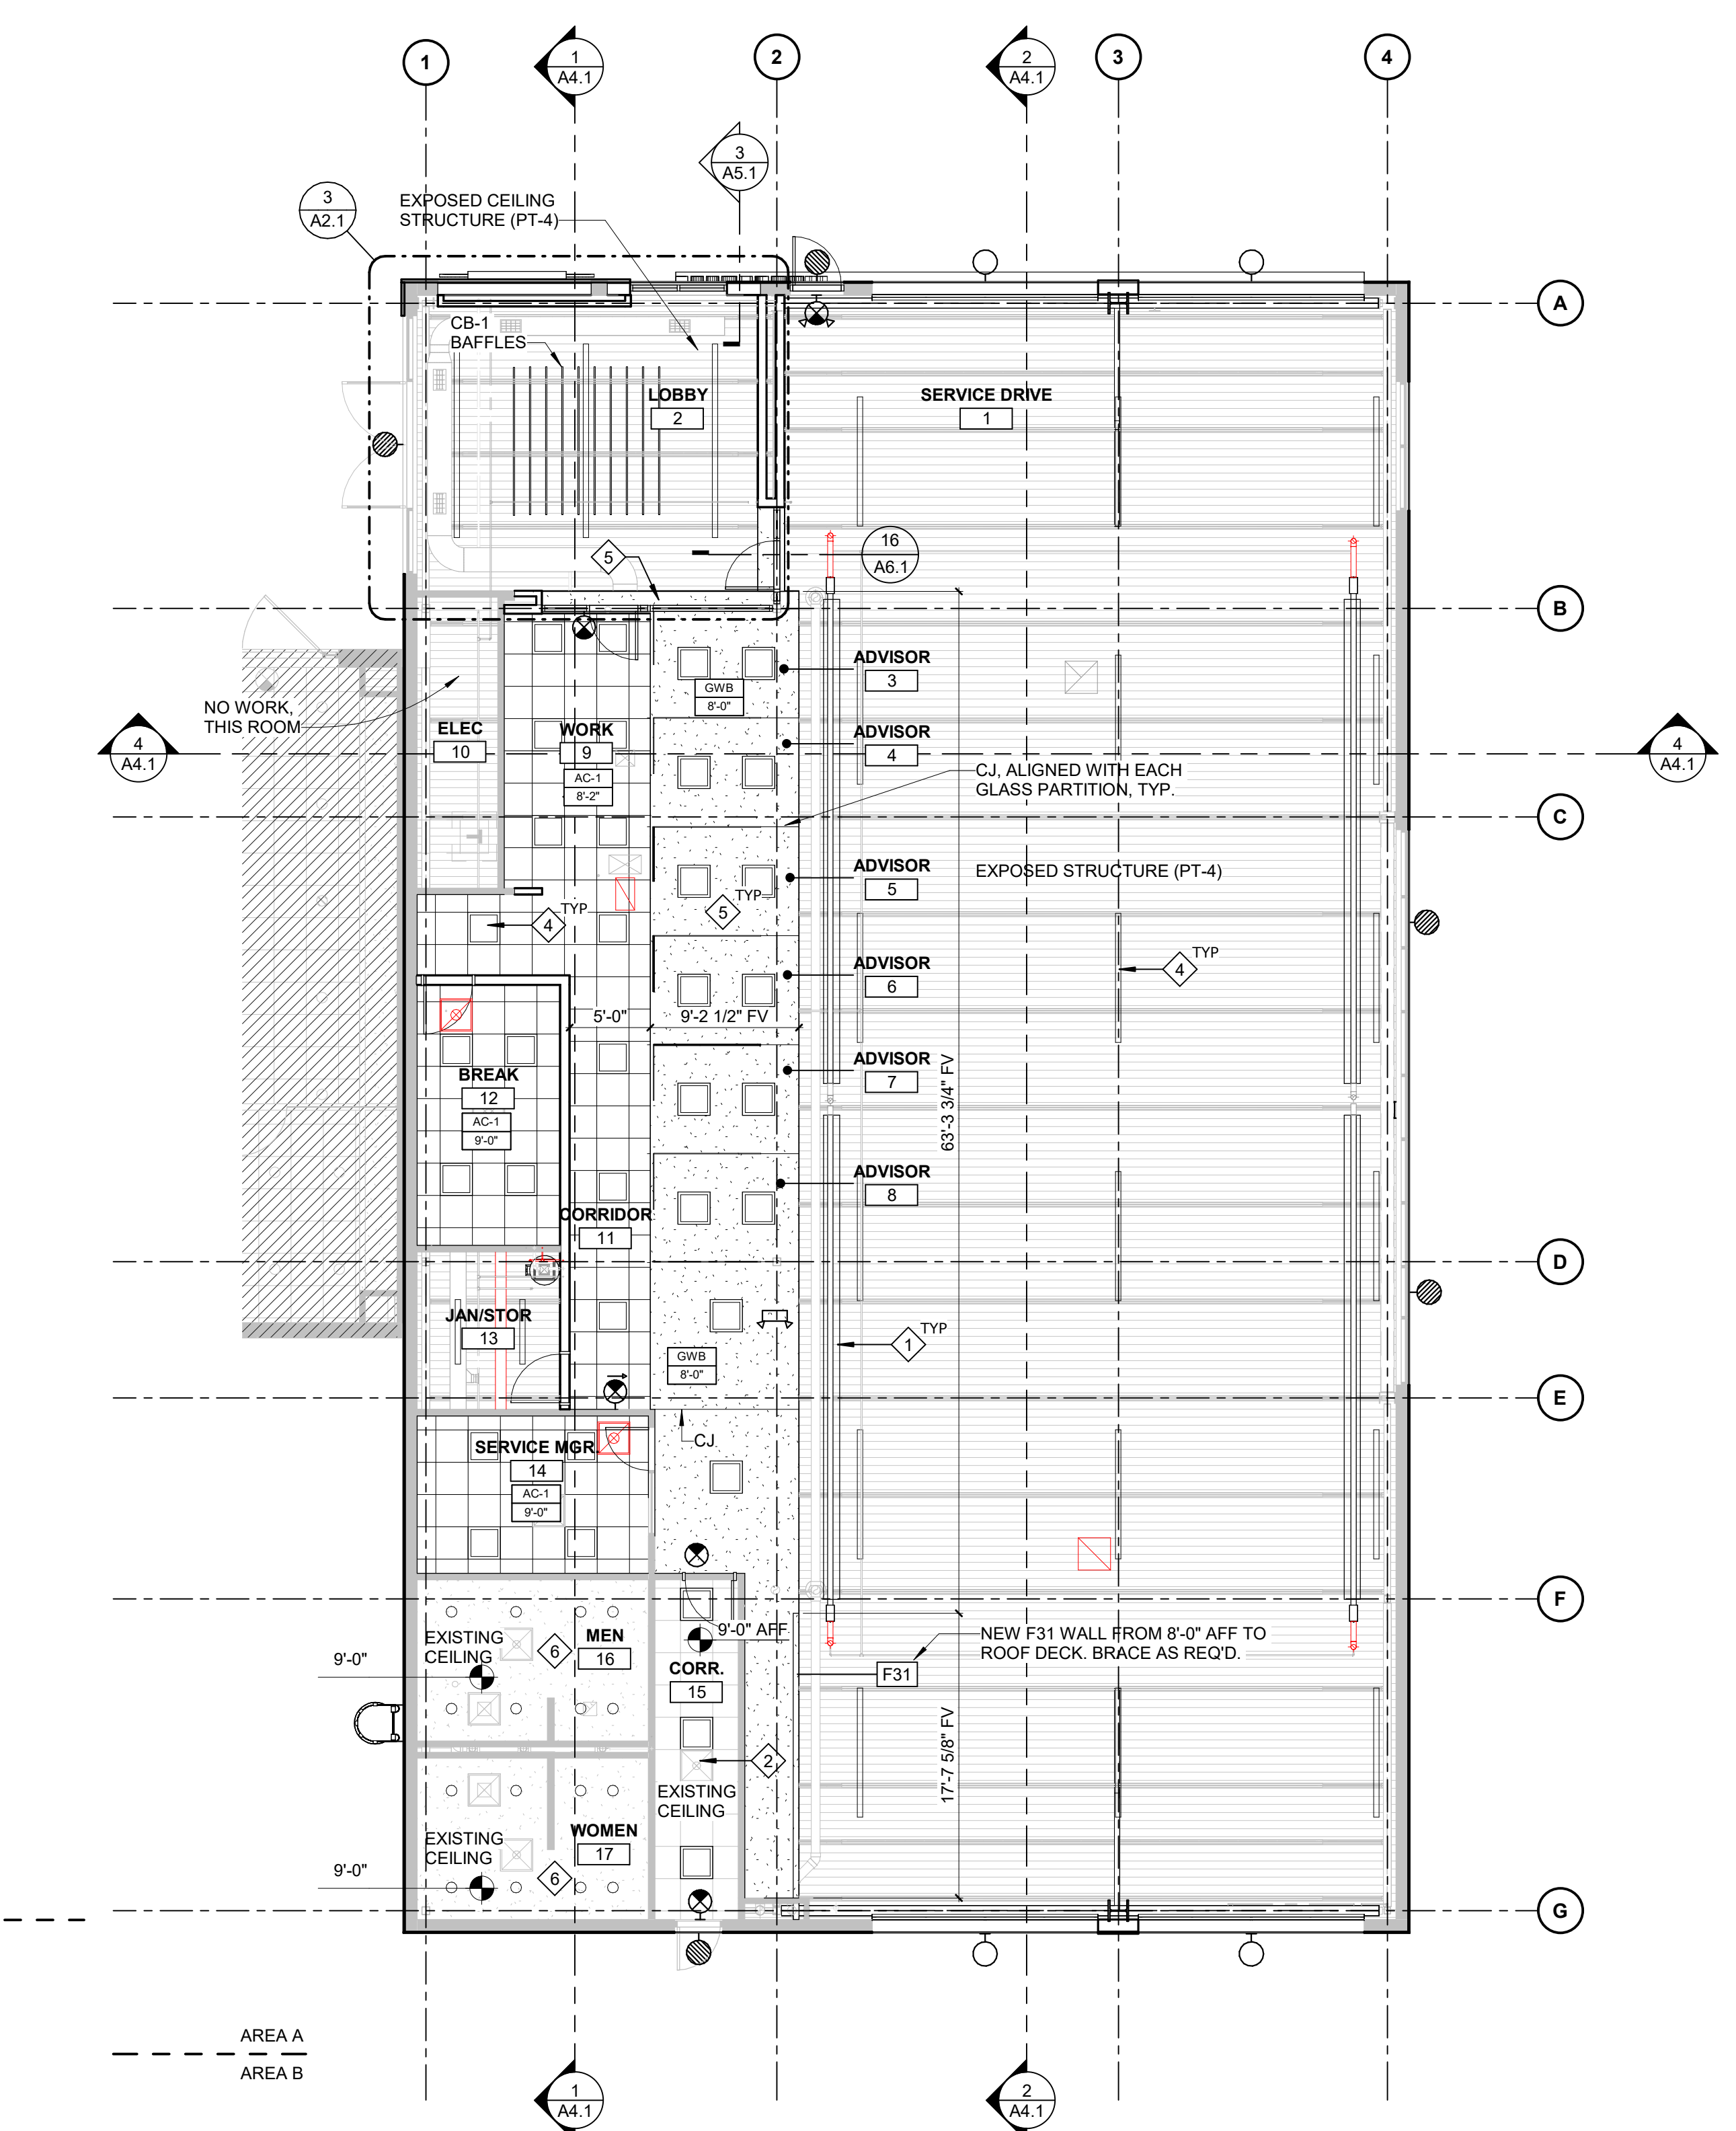 1
1
A4.1
2
2
A4.1
3
4
3
A5.1
3
A2.1
EXPOSED CEILING
STRUCTURE (PT-4)
A
CB-1
BAFFLES
LOBBY
2
SERVICE DRIVE
1
5
16
A6.1
B
ADVISOR
3
GWB
8'-0"
NO WORK,
THIS ROOM
ELEC
10
WORK
9
AC-1
8'-2"
ADVISOR
4
4
A4.1
4
A4.1
CJ, ALIGNED WITH EACH
GLASS PARTITION, TYP.
C
ADVISOR
5
EXPOSED STRUCTURE (PT-4)
TYP
5
TYP
4
ADVISOR
6
TYP
4
5'-0"
9'-2 1/2" FV
BREAK
12
AC-1
9'-0"
ADVISOR
7
63'-3 3/4" FV
ADVISOR
8
CORRIDOR
11
D
JAN/STOR
13
TYP
1
GWB
8'-0"
E
CJ
SERVICE MGR.
14
AC-1
9'-0"
F
9'-0" AFF
NEW F31 WALL FROM 8'-0" AFF TO
ROOF DECK. BRACE AS REQ'D.
F31
EXISTING
CEILING
6
MEN
16
9'-0"
CORR.
15
17'-7 5/8" FV
2
EXISTING
CEILING
EXISTING
CEILING
WOMEN
17
9'-0"
6
G
AREA A
AREA B
1
A4.1
2
A4.1